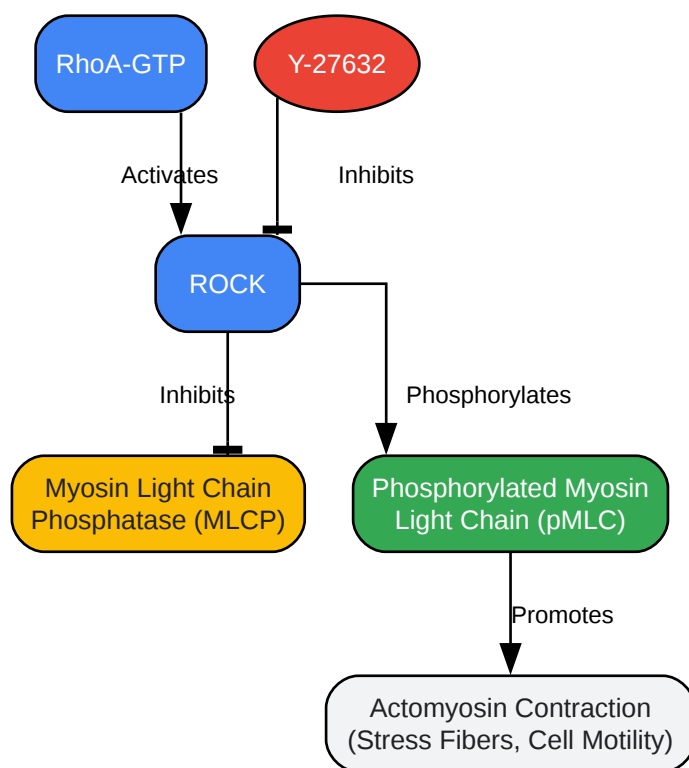 RhoA-GTP
Y-27632
Activates
Inhibits
ROCK
Inhibits
Phosphorylates
Myosin Light Chain
Phosphatase (MLCP)
Phosphorylated Myosin
Light Chain (pMLC)
Promotes
Actomyosin Contraction
(Stress Fibers, Cell Motility)